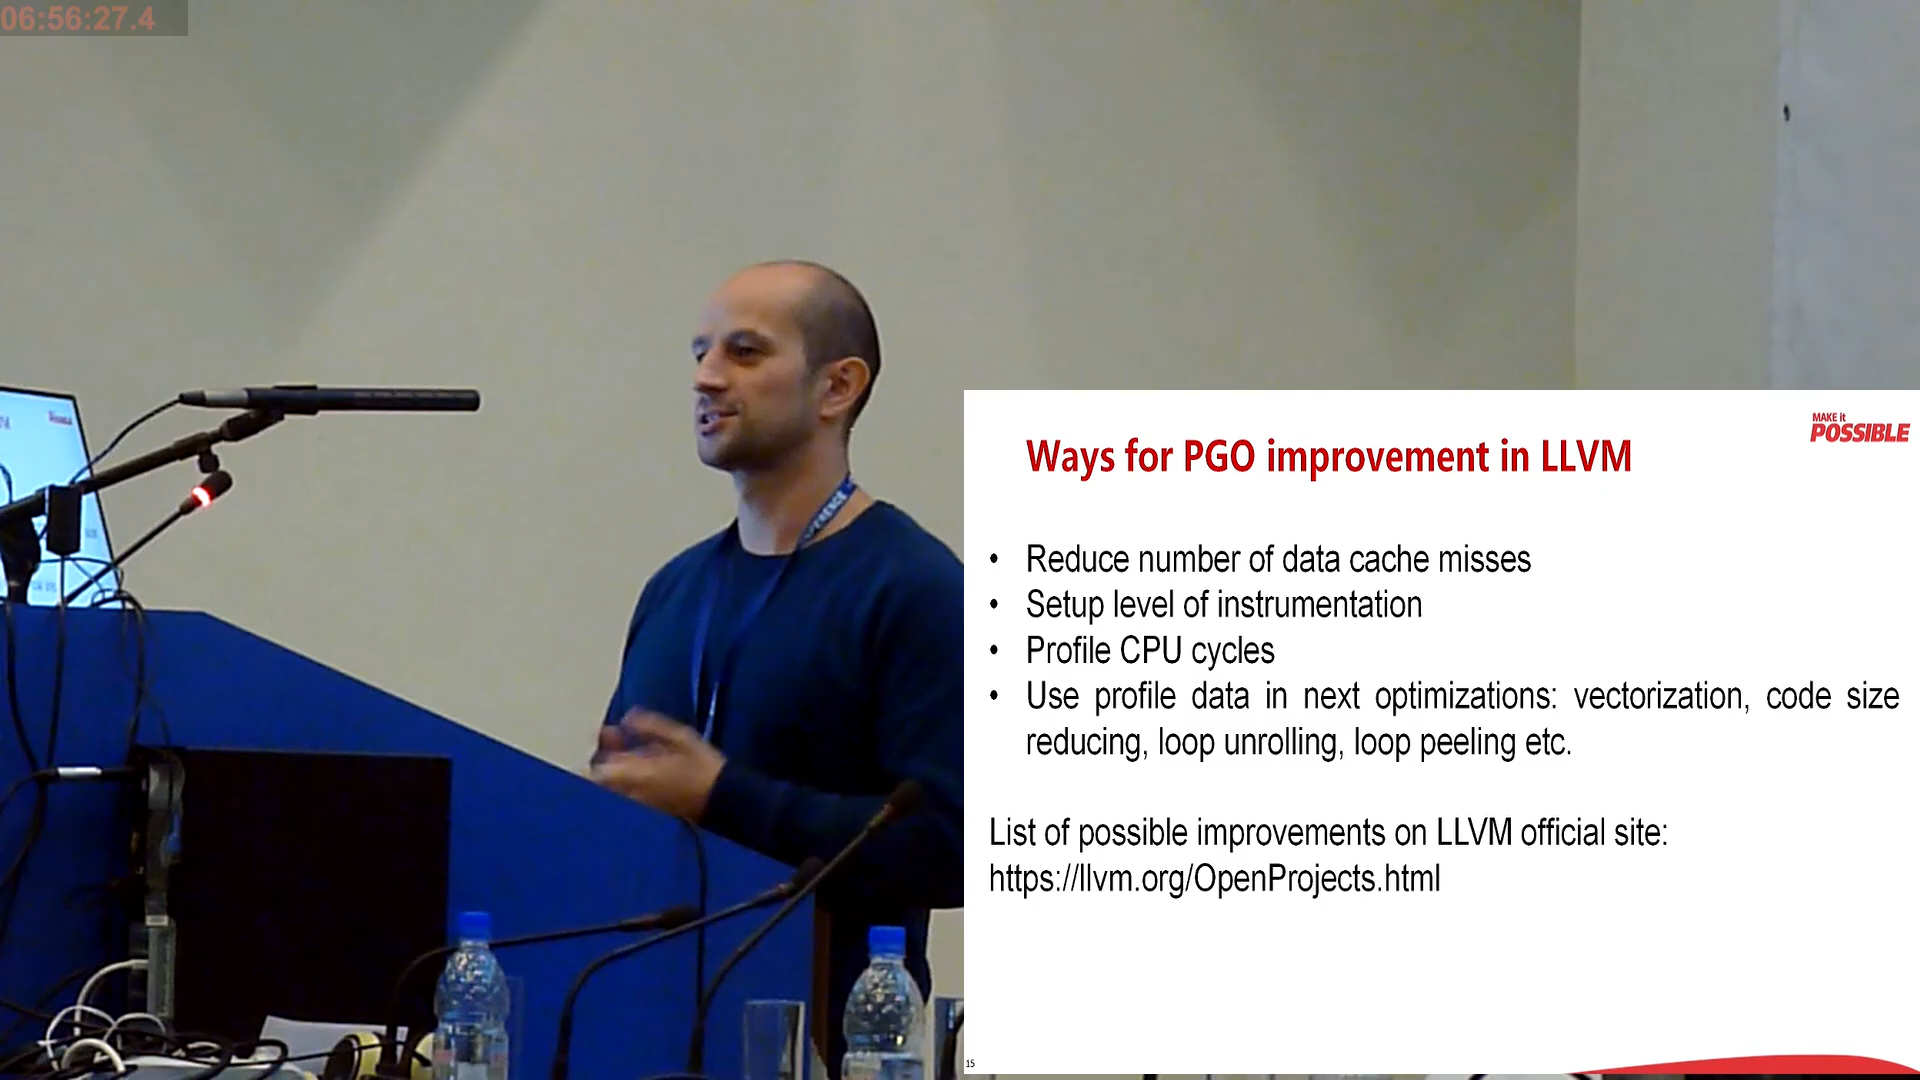 06:56:27.4
MAKE it
POSSIBLE
Ways for PGO improvement in LLVM
• Reduce number of data cache misses
• Setup level of instrumentation
• Profile CPU cycles
• Use profile data in next optimizations: vectorization, code size
reducing, loop unrolling, loop peeling etc.
List of possible improvements on LLVM official site:
https://llvm.org/OpenProjects.html
15